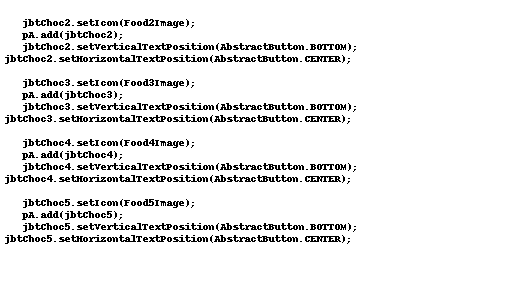 jbtChoc2.setIcon(Food2Image);
pA.add(jbtChoc2);
jbtChoc2.setVerticalTextPosition(AbstractButton.BOTTOM);
jbtChoc2.setHorizontalTextPosition(AbstractButton.CENTER);
jbtChoc3.setIcon(Food3Image);
pA.add(jbtChoc3);
jbtChoc3.setVerticalTextPosition(AbstractButton.BOTTOM);
jbtChoc3.setHorizontalTextPosition(AbstractButton.CENTER);
jbtChoc4.setIcon(Food4Image);
pA.add(jbtChoc4);
jbtChoc4.setVerticalTextPosition(AbstractButton.BOTTOM);
jbtChoc4.setHorizontalTextPosition(AbstractButton.CENTER);
jbtChoc5.setIcon(Food5Image);
pA.add(jbtChoc5);
jbtChoc5.setVerticalTextPosition(AbstractButton.BOTTOM);
jbtChoc5.setHorizontalTextPosition(AbstractButton.CENTER);